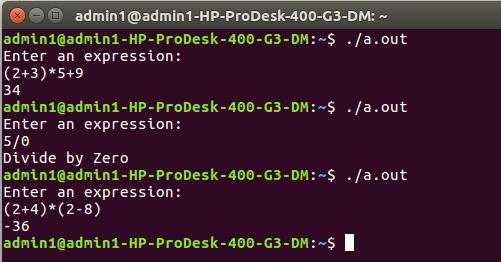 admin1@admin1-HP-ProDesk-400-G3-DM: ~
admin1@admin1-HP-ProDesk-400-G3-DM:~$ ./a.out
Enter an expression:
(2+3)*5+9
34
admin1@admin1-HP-ProDesk-400-G3-DM:~$ ./a.out
Enter an expression:
5/0
Divide by Zero
admin1@admin1-HP-ProDesk-400-G3-DM:~$ ./a.out
Enter an expression:
(2+4)*(2-8)
-36
admin1@admin1-HP-ProDesk-400-G3-DM:~$